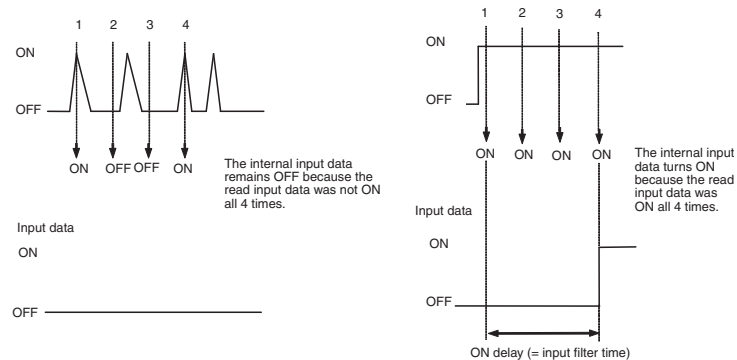 1 2 3 4
ON
OFF
ON OFF OFF ON
The internal input data
remains OFF because the
read input data was not ON
all 4 times.
Input data
ON
OFF
1 2 3 4
ON
OFF
ON ON ON ON
The internal input
data turns ON
because the read
input data was
ON all 4 times.
Input data
ON
OFF
ON delay (= input filter time)